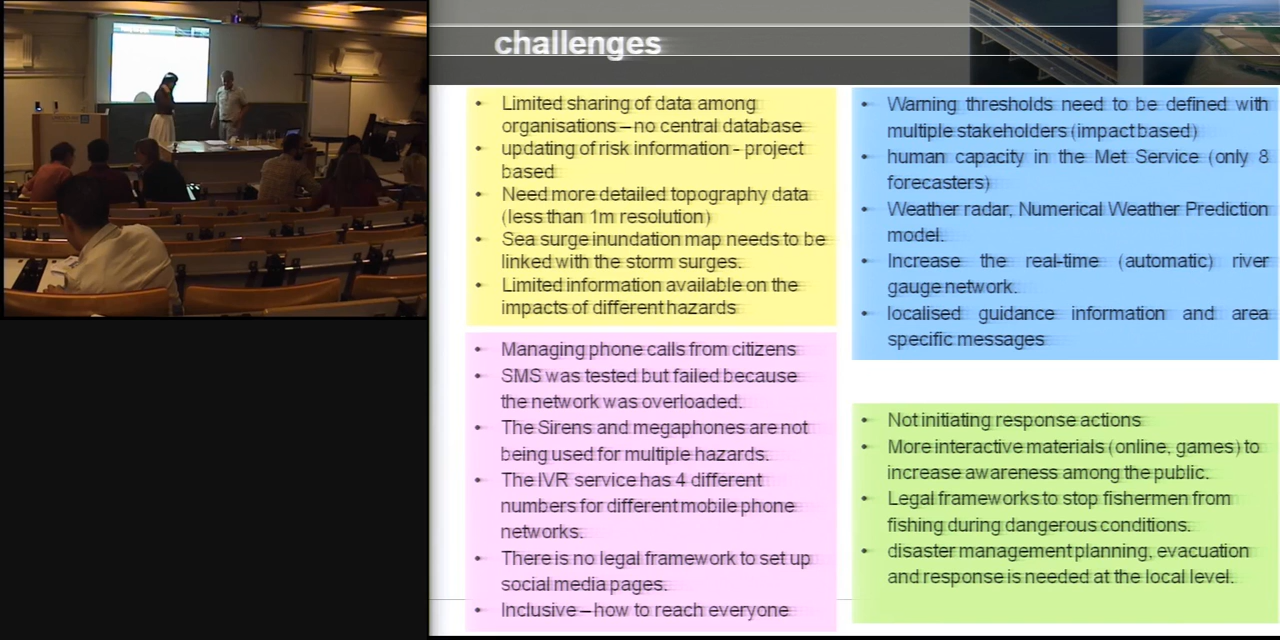 challenges
• Limited sharing of data among
organisations – no central database
• updating of risk information - project
based
• Need more detailed topography data
(less than 1m resolution)
• Sea surge inundation map needs to be
linked with the storm surges.
• Limited information available on the
impacts of different hazards
• Managing phone calls from citizens
• SMS was tested but failed because
the network was overloaded.
• The Sirens and megaphones are not
being used for multiple hazards.
• The IVR service has 4 different
numbers for different mobile phone
networks.
• There is no legal framework to set up
social media pages.
• Inclusive – how to reach everyone
• Warning thresholds need to be defined with
multiple stakeholders (impact based)
• human capacity in the Met Service (only 8
forecasters)
• Weather radar, Numerical Weather Prediction
model.
• Increase the real-time (automatic) river
gauge network.
• localised guidance information and area
specific messages
• Not initiating response actions
• More interactive materials (online, games) to
increase awareness among the public.
• Legal frameworks to stop fishermen from
fishing during dangerous conditions.
• disaster management planning, evacuation
and response is needed at the local level.